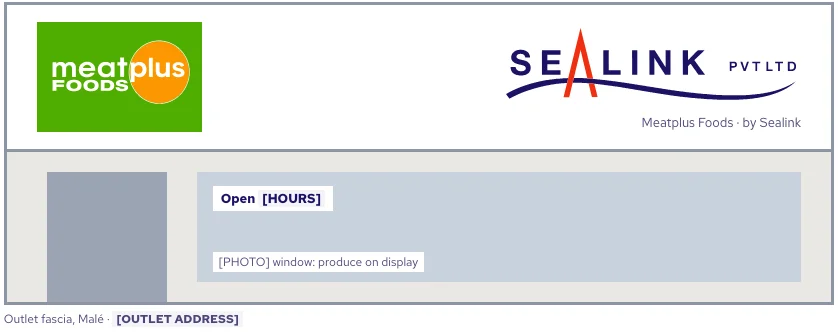 meatplus
FOODS
SEALINK PVT LTD
Meatplus Foods · by Sealink
Open [HOURS]
[PHOTO] window: produce on display
Outlet fascia, Malé · [OUTLET ADDRESS]